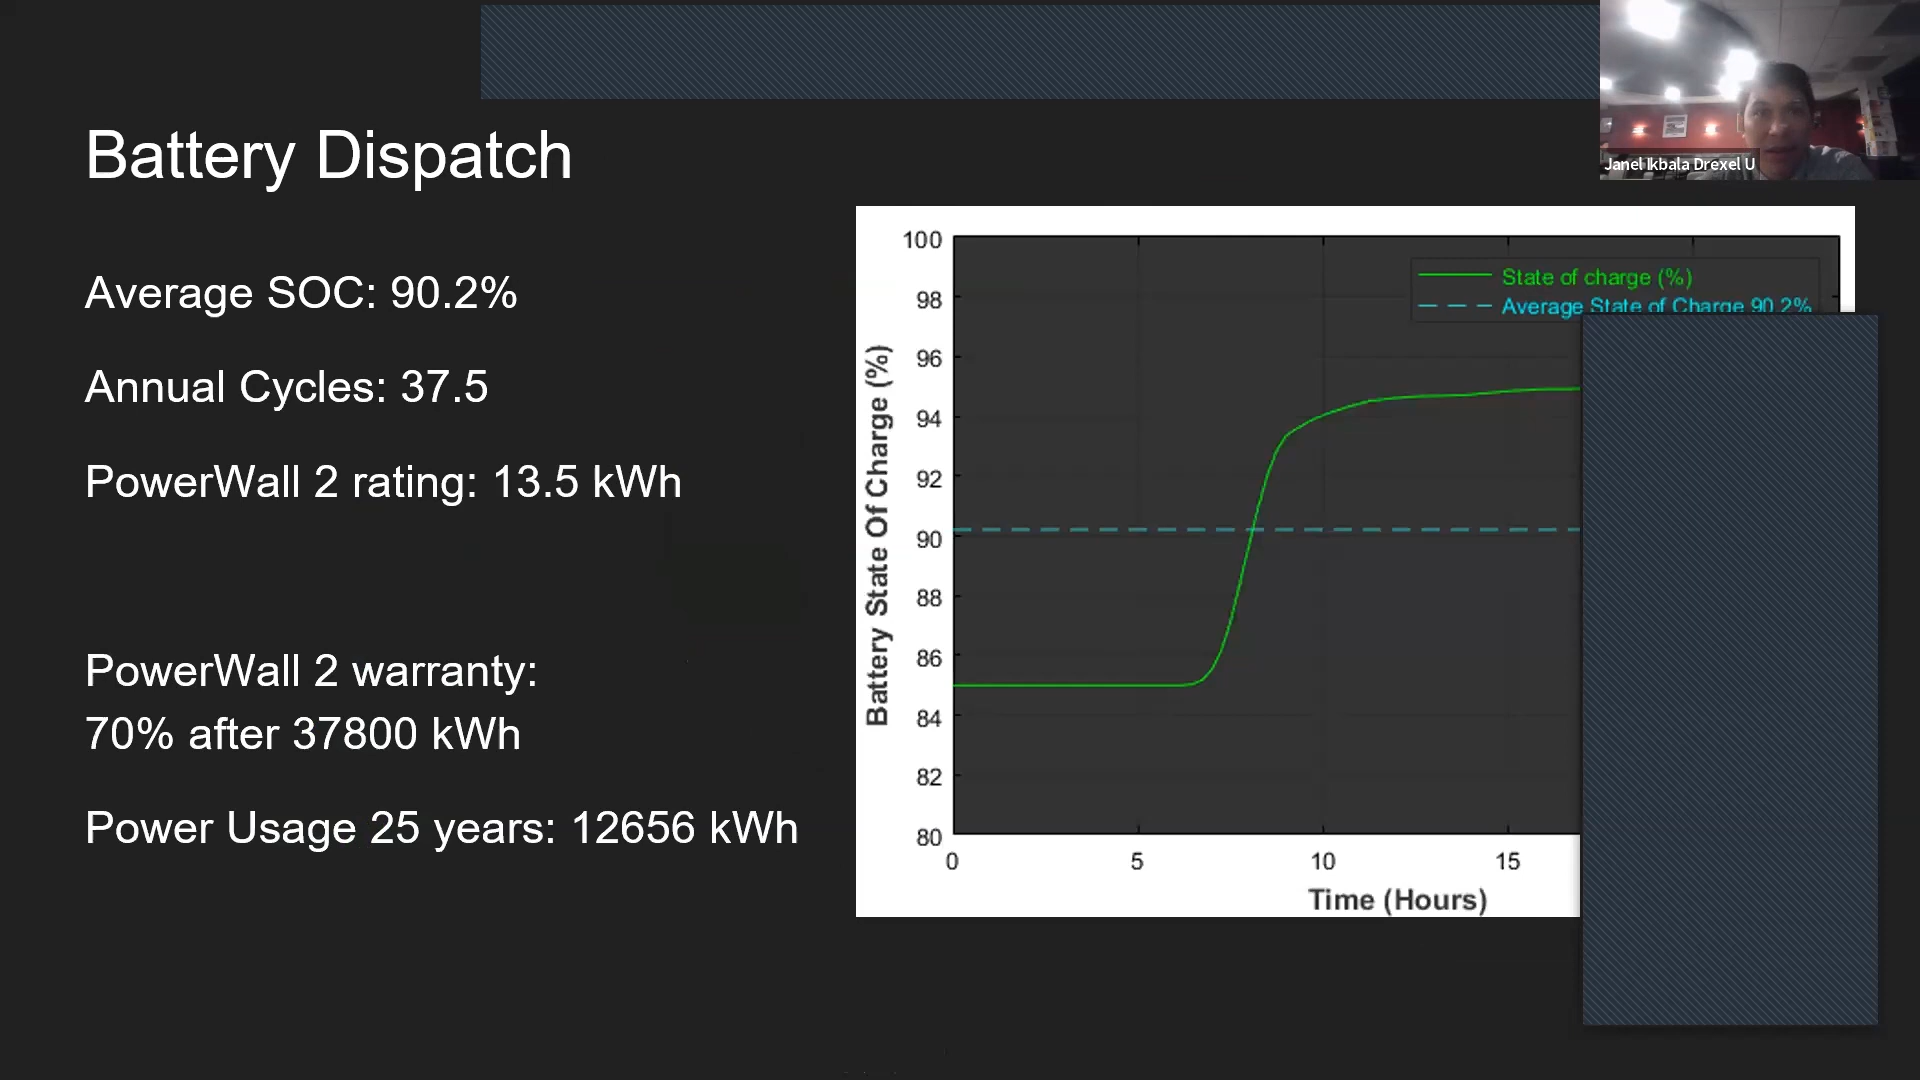 Janel Ikbala Drexel U
Battery Dispatch
Average SOC: 90.2%
Annual Cycles: 37.5
PowerWall 2 rating: 13.5 kWh
PowerWall 2 warranty:
70% after 37800 kWh
Power Usage 25 years: 12656 kWh
State of charge (%)
Average State of Charge 90.2%
Battery State Of Charge (%)
100
98
96
94
92
90
88
86
84
82
80
0 5 10 15
Time (Hours)